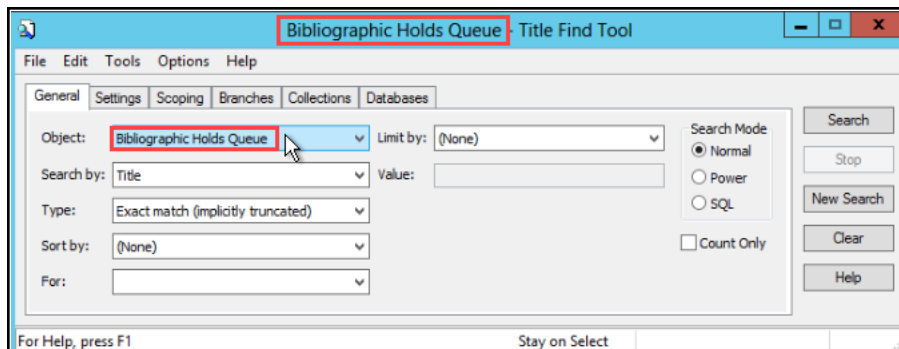 Bibliographic Holds Queue - Title Find Tool
File Edit Tools Options Help
General Settings Scoping Branches Collections Databases
Object: Bibliographic Holds Queue Limit by: (None) Search Mode Search
Normal
Search by: Title Value: Power Stop
Type: Exact match (implicitly truncated) SQL New Search
Sort by: (None) Count Only Clear
For: Help
For Help, press F1 Stay on Select